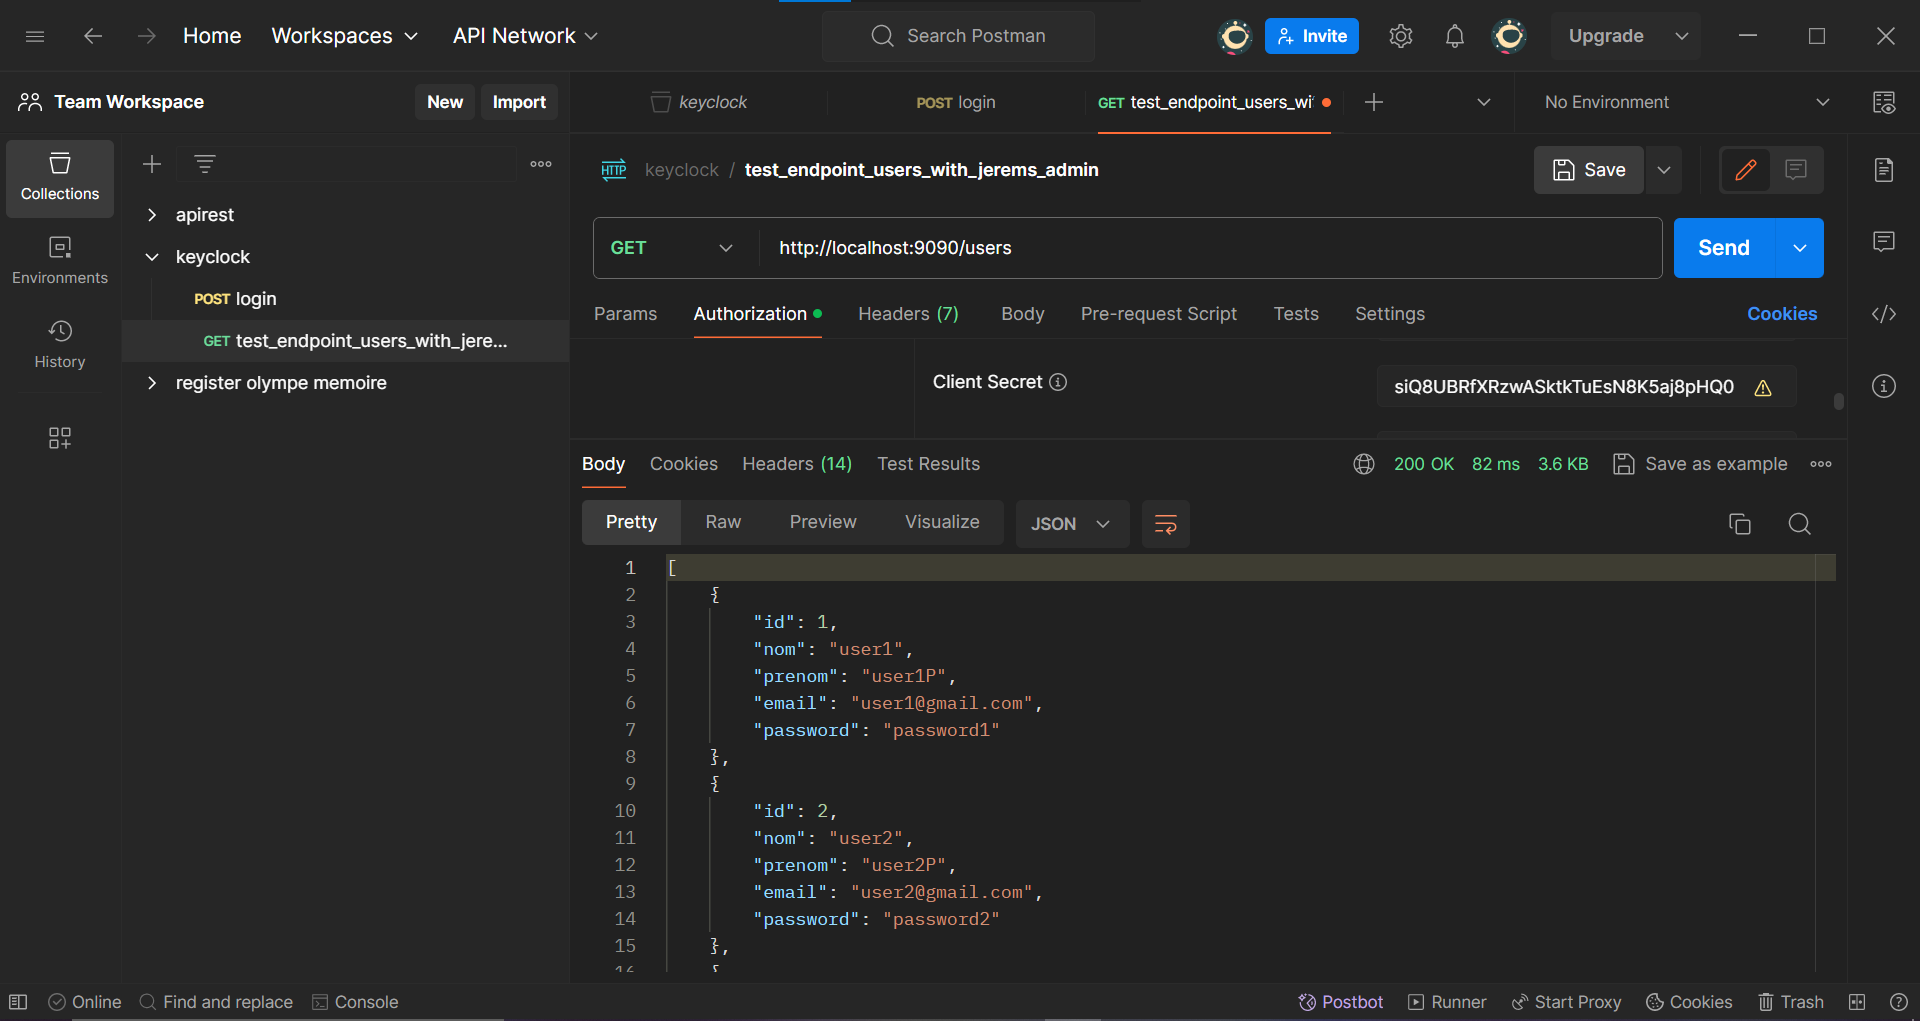 Home Workspaces API Network Search Postman Invite Upgrade
Team Workspace New Import keyclock POST login GET test_endpoint_users_wi No Environment
Collections
Environments
History
apirest
keyclock
POST login
GET test_endpoint_users_with_jere...
register olympe memoire
HTTP keyclock / test_endpoint_users_with_jerems_admin Save
GET http://localhost:9090/users Send
Params Authorization Headers (7) Body Pre-request Script Tests Settings Cookies
Client Secret siQ8UBRfXRzwASktkTuEsN8K5aj8pHQ0
Body Cookies Headers (14) Test Results 200 OK 82 ms 3.6 KB Save as example
Pretty Raw Preview Visualize JSON
1 [
2 {
3 "id": 1,
4 "nom": "user1",
5 "prenom": "user1P",
6 "email": "user1@gmail.com",
7 "password": "password1"
8 },
9 {
10 "id": 2,
11 "nom": "user2",
12 "prenom": "user2P",
13 "email": "user2@gmail.com",
14 "password": "password2"
15 },
16 {
Online Find and replace Console Postbot Runner Start Proxy Cookies Trash